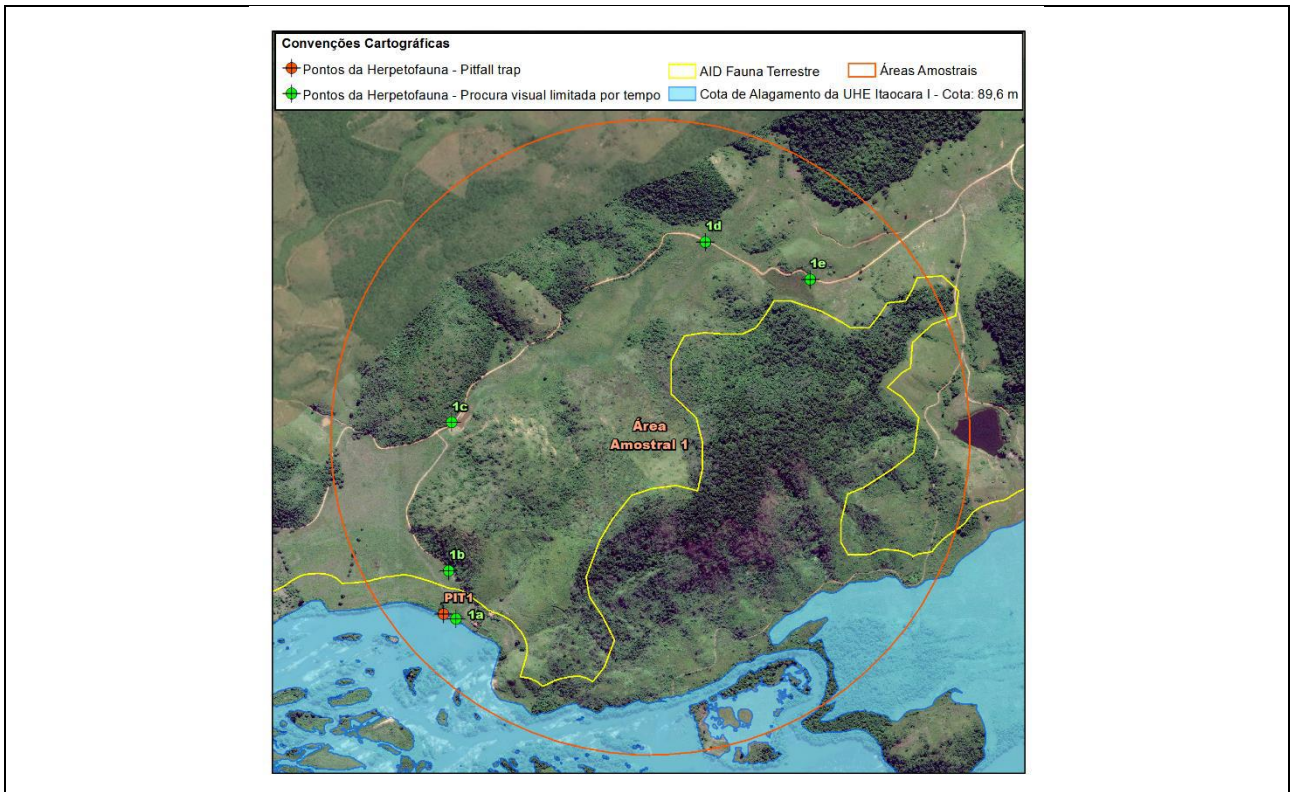 Convenções Cartográficas
Pontos da Herpetofauna - Pitfall trap
AID Fauna Terrestre
Áreas Amostrais
Pontos da Herpetofauna - Procura visual limitada por tempo
Cota de Alagamento da UHE Itaocara I - Cota: 89,6 m
1d
1e
1c
Área
Amostral 1
1b
PIT1
1a